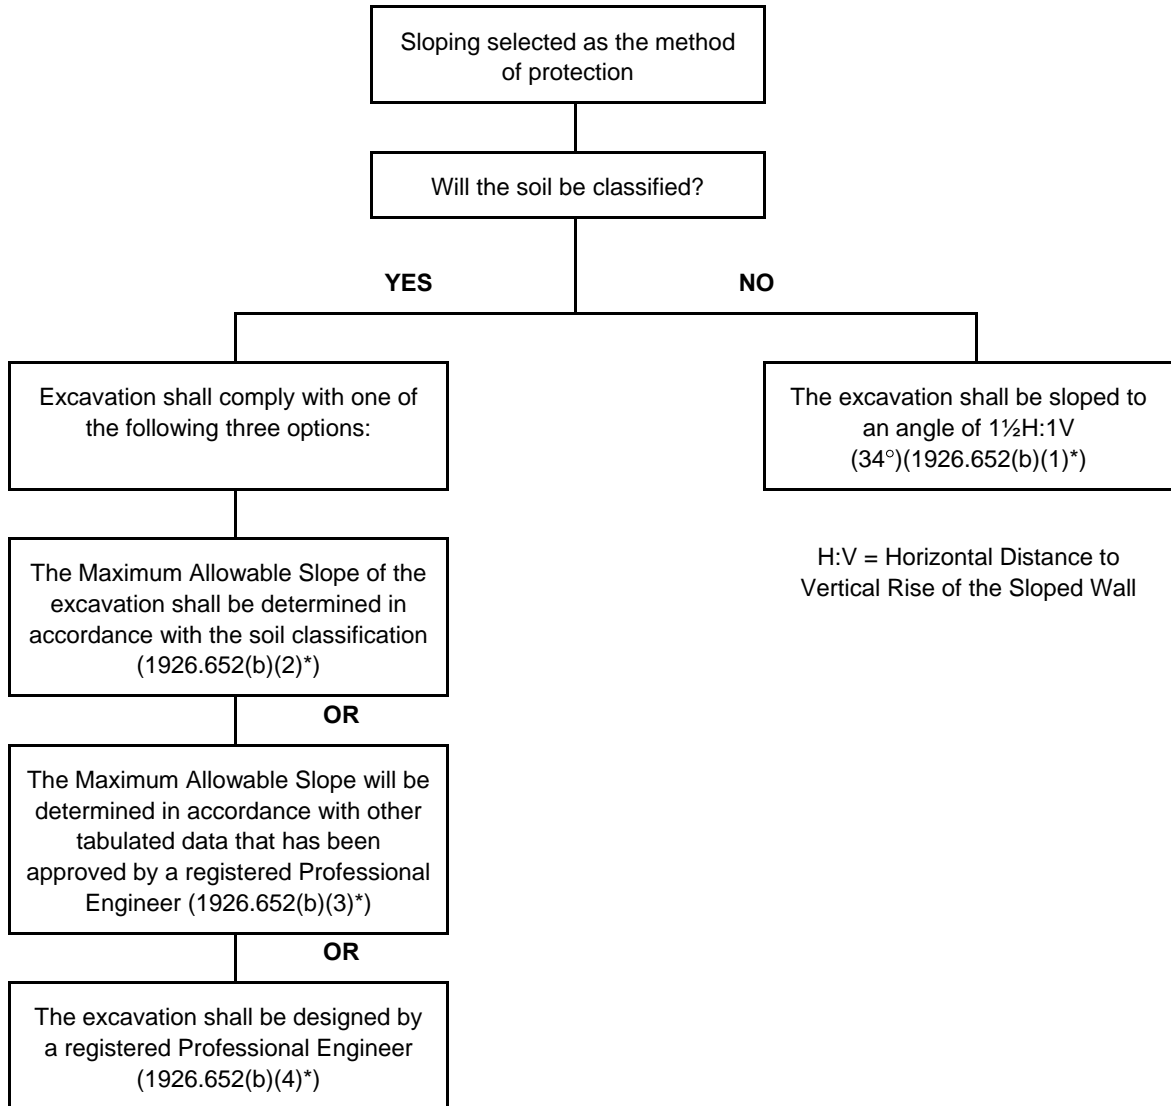 Sloping selected as the method
of protection
Will the soil be classified?
YES
NO
Excavation shall comply with one of
the following three options:
The excavation shall be sloped to
an angle of 1½H:1V
(34°)(1926.652(b)(1)*)
H:V = Horizontal Distance to
Vertical Rise of the Sloped Wall
The Maximum Allowable Slope of the
excavation shall be determined in
accordance with the soil classification
(1926.652(b)(2)*)
OR
The Maximum Allowable Slope will be
determined in accordance with other
tabulated data that has been
approved by a registered Professional
Engineer (1926.652(b)(3)*)
OR
The excavation shall be designed by
a registered Professional Engineer
(1926.652(b)(4)*)